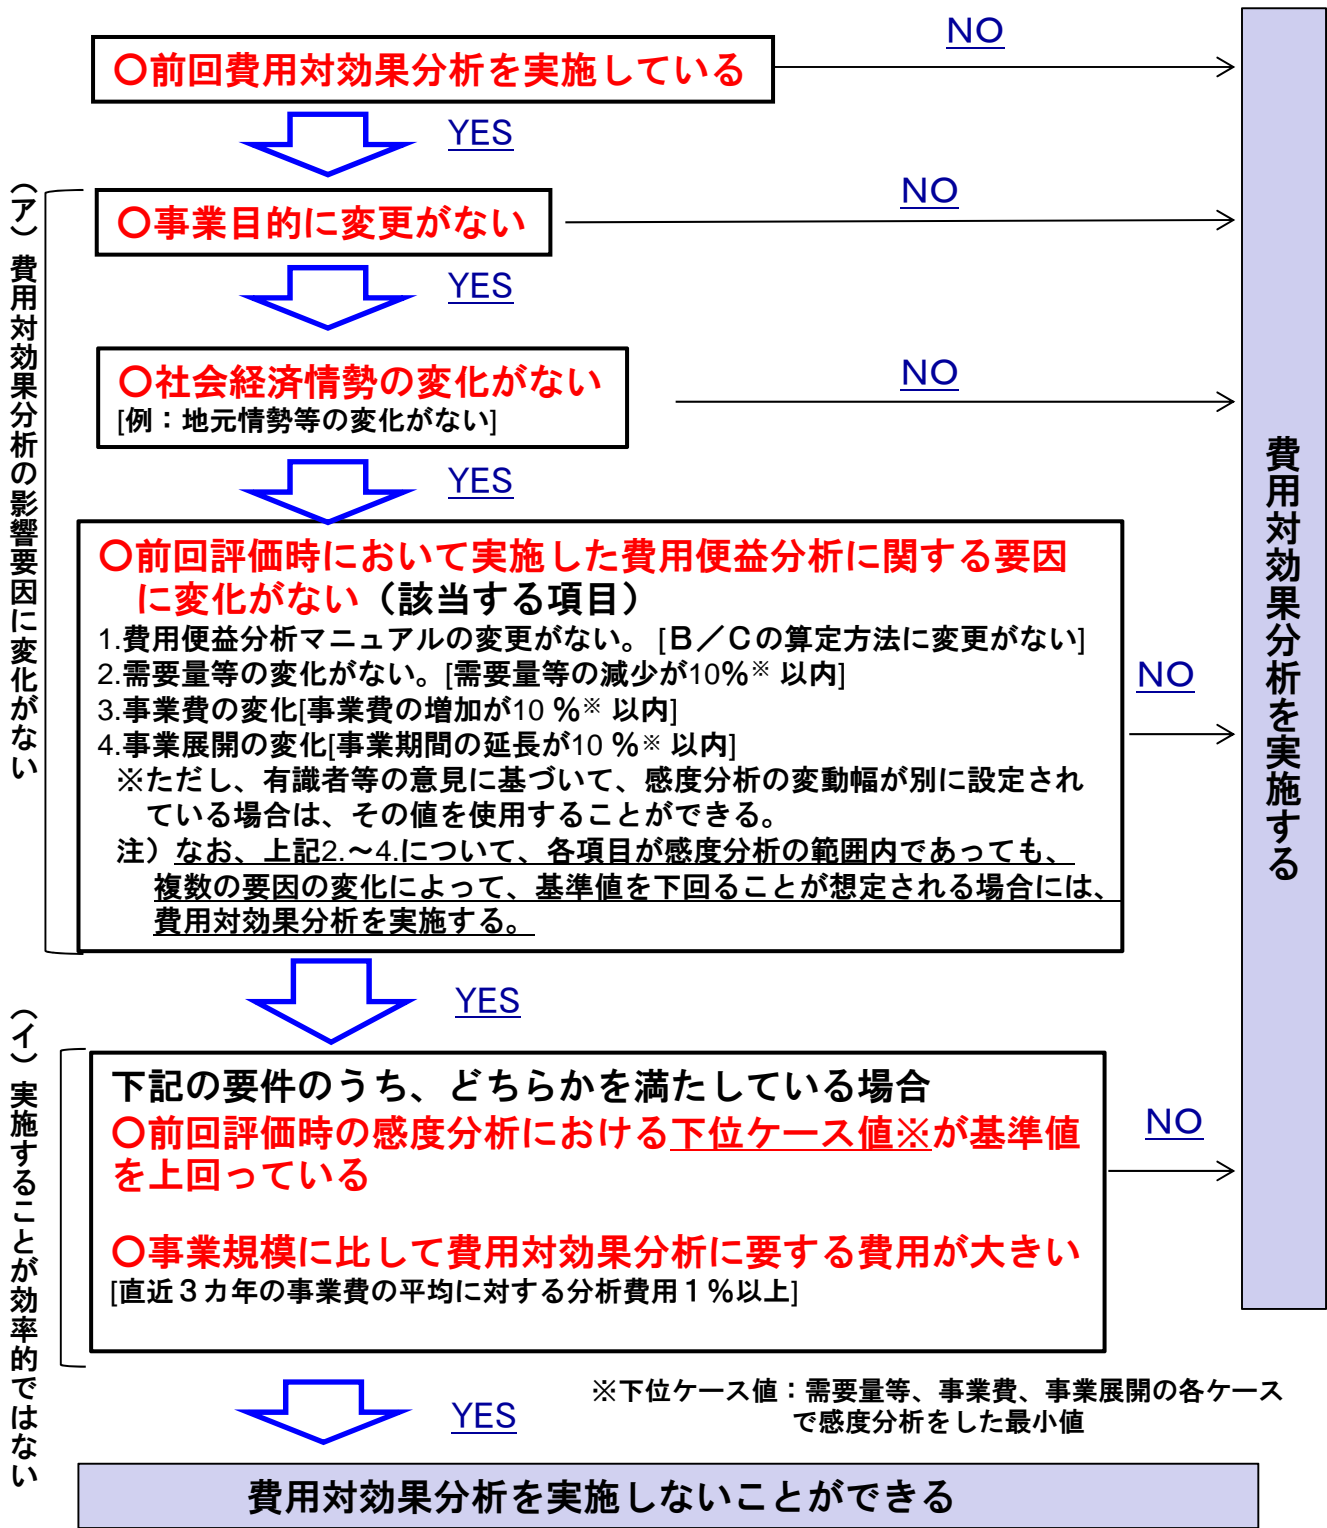 〇前回費用対効果分析を実施している
NO
YES
(ア)費用対効果分析の影響要因に変化がない
〇事業目的に変更がない
NO
YES
〇社会経済情勢の変化がない
[例：地元情勢等の変化がない]
NO
YES
〇前回評価時において実施した費用便益分析に関する要因
に変化がない（該当する項目）
1.費用便益分析マニュアルの変更がない。[Ｂ／Ｃの算定方法に変更がない]
2.需要量等の変化がない。[需要量等の減少が10%※ 以内]
3.事業費の変化[事業費の増加が10 %※ 以内]
4.事業展開の変化[事業期間の延長が10 %※ 以内]
※ただし、有識者等の意見に基づいて、感度分析の変動幅が別に設定され
ている場合は、その値を使用することができる。
注）なお、上記2.～4.について、各項目が感度分析の範囲内であっても、
複数の要因の変化によって、基準値を下回ることが想定される場合には、
費用対効果分析を実施する。
NO
YES
(イ)実施することが効率的ではない
下記の要件のうち、どちらかを満たしている場合
〇前回評価時の感度分析における下位ケース値※が基準値
を上回っている
〇事業規模に比して費用対効果分析に要する費用が大きい
[直近３カ年の事業費の平均に対する分析費用１％以上]
NO
YES
※下位ケース値：需要量等、事業費、事業展開の各ケース
で感度分析をした最小値
費用対効果分析を実施しないことができる
費用対効果分析を実施する